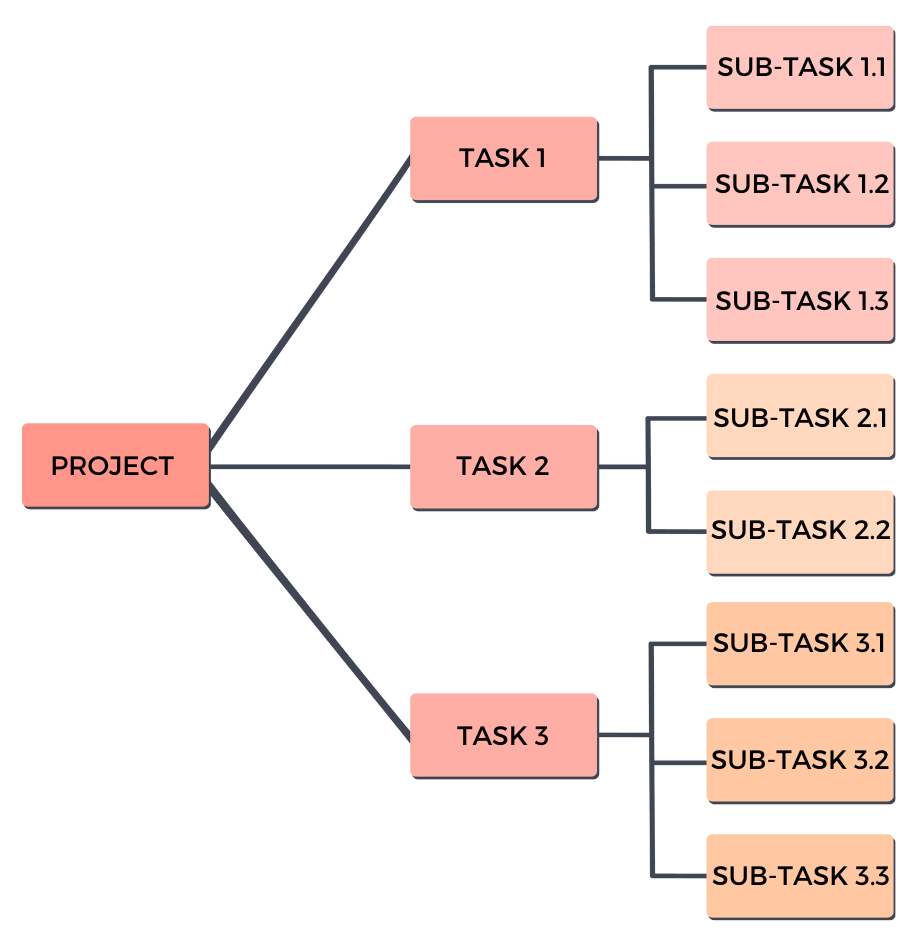 PROJECT
TASK 1
SUB-TASK 1.1
SUB-TASK 1.2
SUB-TASK 1.3
TASK 2
SUB-TASK 2.1
SUB-TASK 2.2
TASK 3
SUB-TASK 3.1
SUB-TASK 3.2
SUB-TASK 3.3